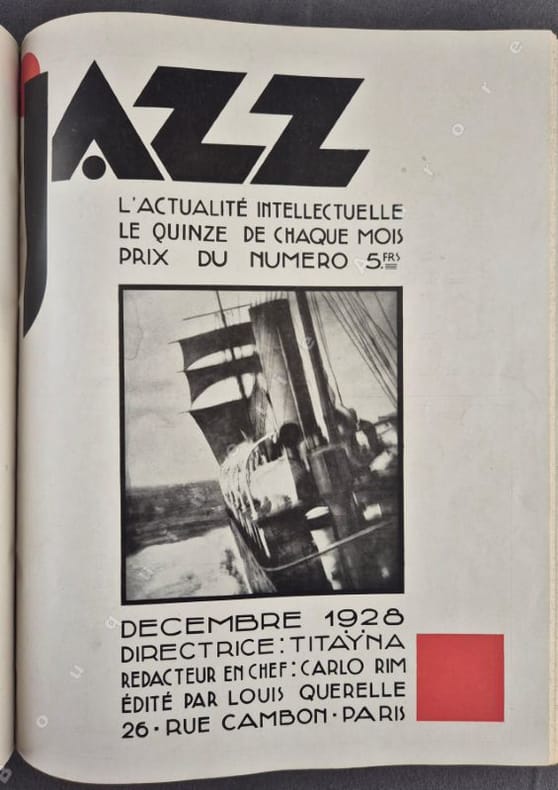 JAZZ
L'ACTUALITÉ INTELLECTUELLE
LE QUINZE DE CHAQUE MOIS
PRIX DU NUMERO 5.FRS
DECEMBRE 1928
DIRECTRICE : TITAŸNA
REDACTEUR EN CHEF : CARLO RIM
ÉDITÉ PAR LOUIS QUERELLE
26 · RUE CAMBON · PARIS